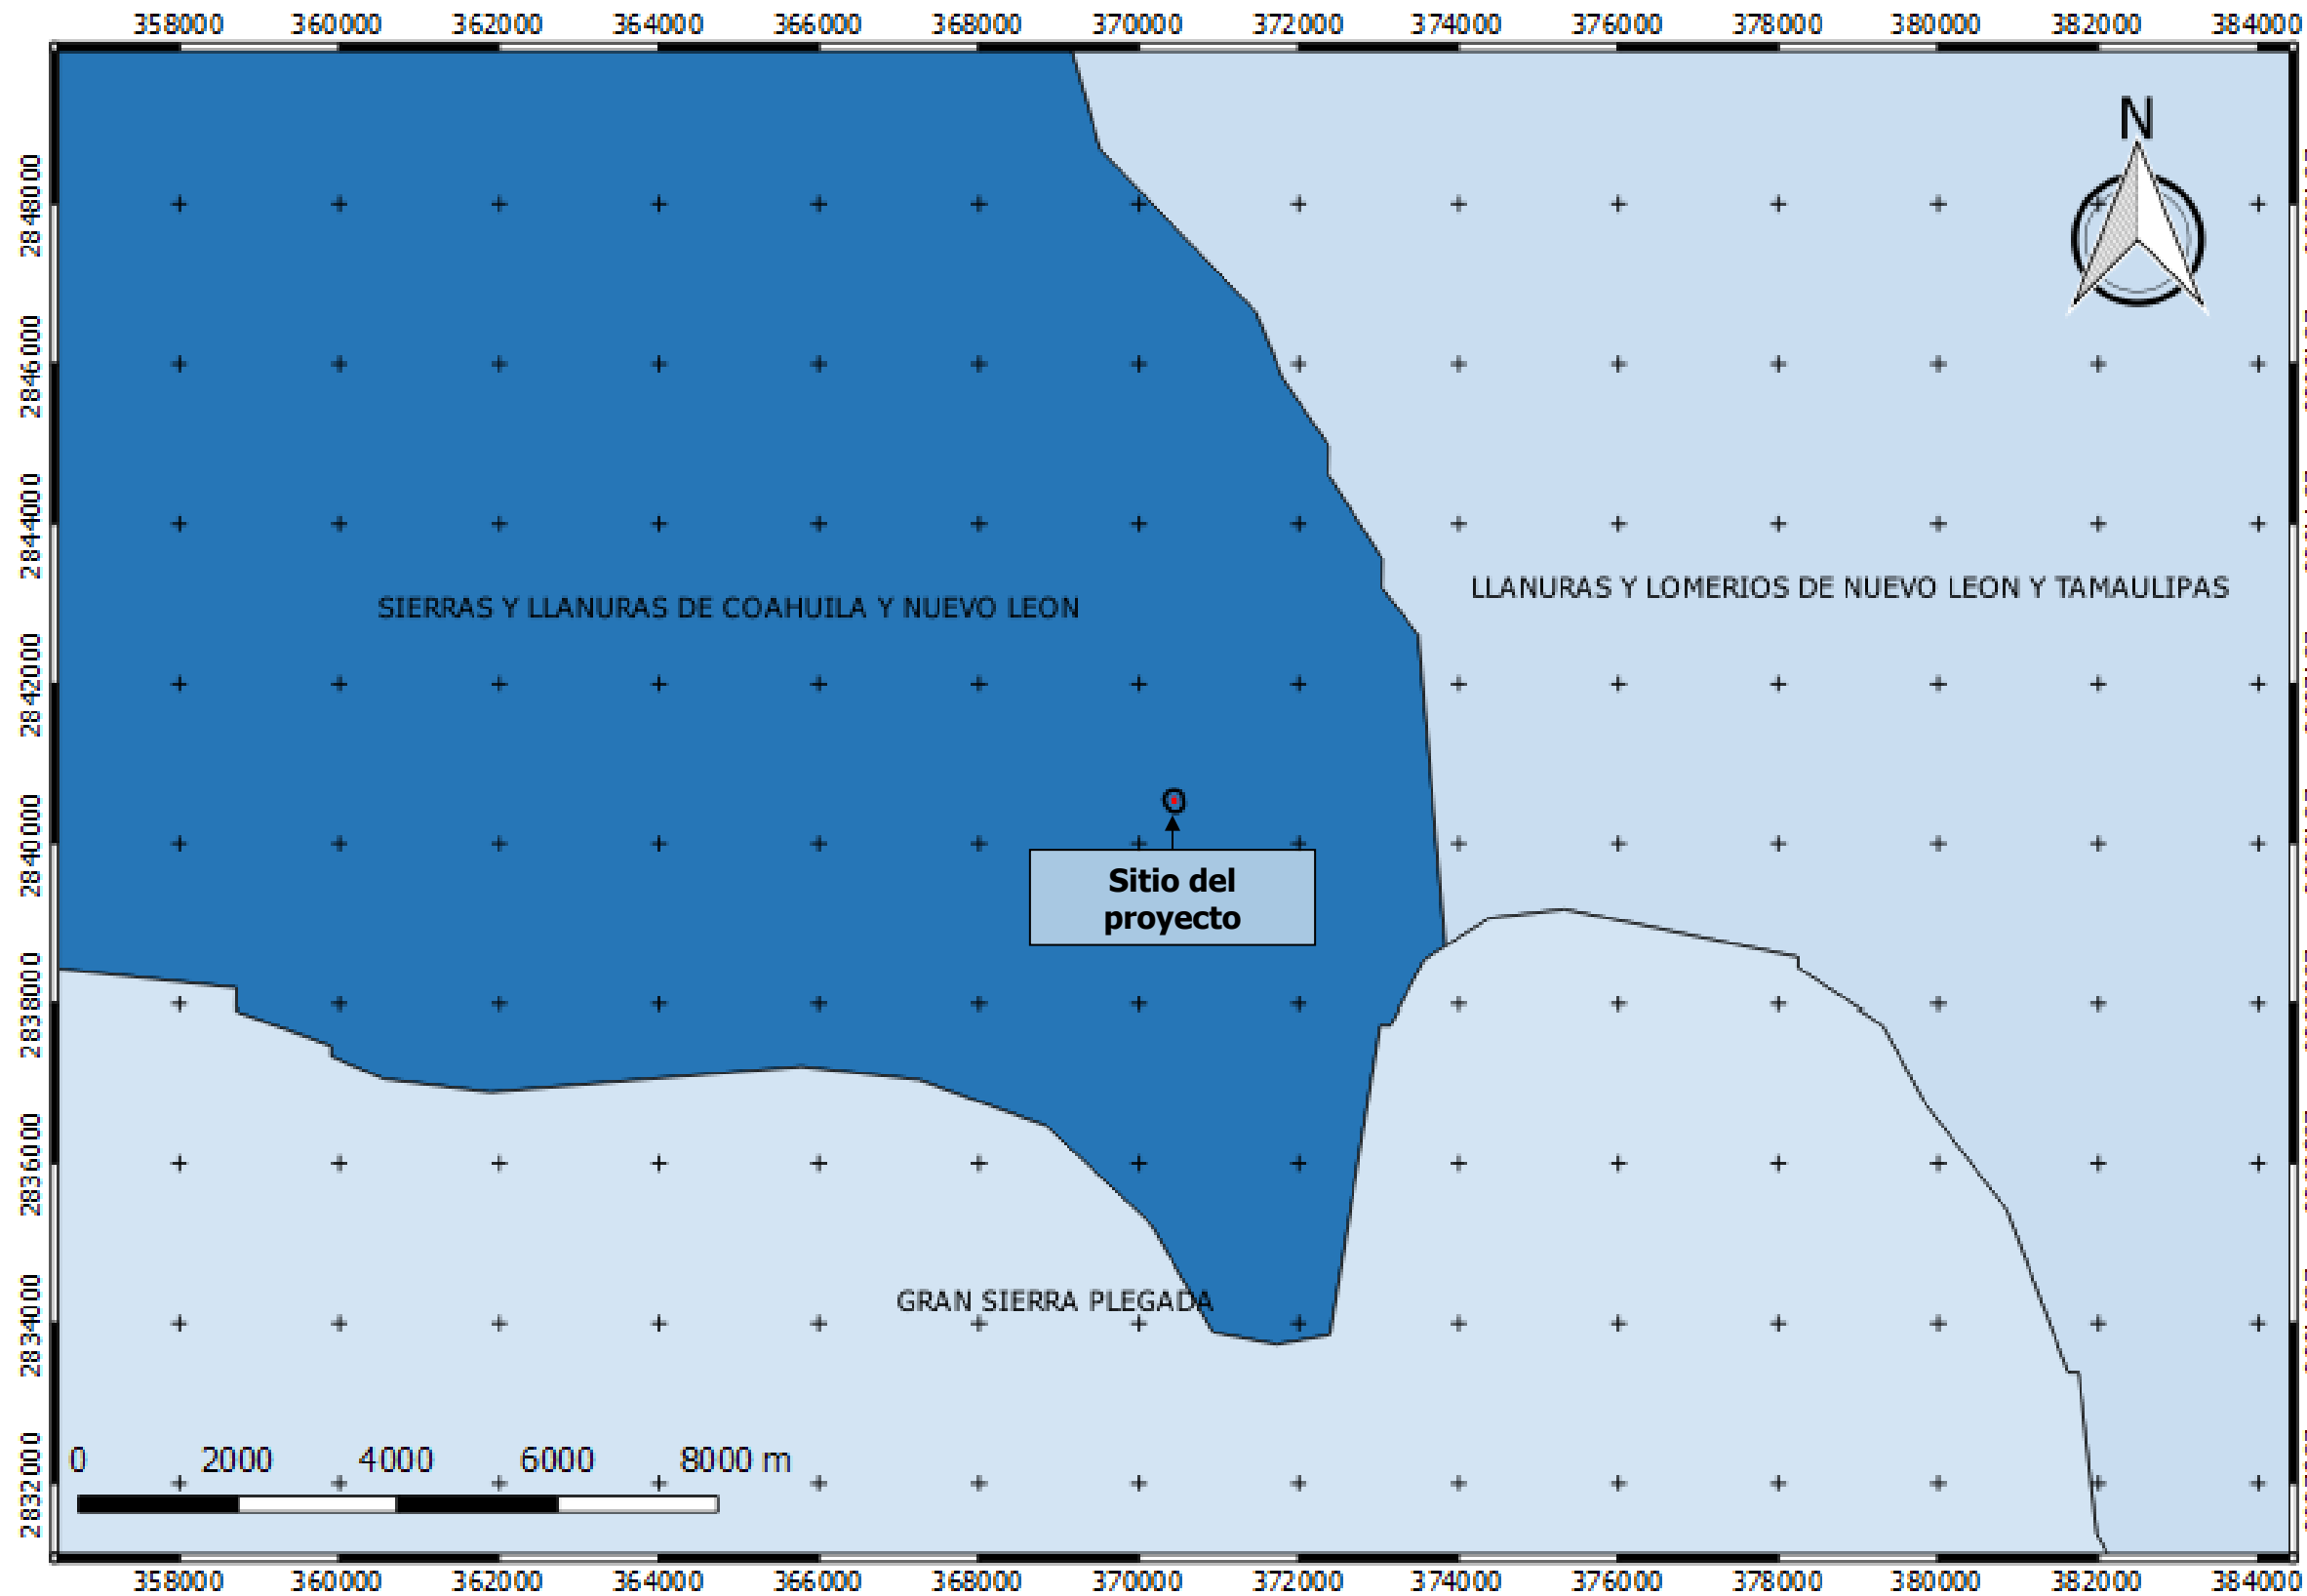 358000 360000 362000 364000 366000 368000 370000 372000 374000 376000 378000 380000 382000 384000
N
2848000
2846000
2844000
2842000
2840000
2838000
2836000
2834000
2832000
LLANURAS Y LOMERIOS DE NUEVO LEON Y TAMAULIPAS
SIERRAS Y LLANURAS DE COAHUILA Y NUEVO LEON
Sitio del
proyecto
GRAN SIERRA PLEGADA
0 2000 4000 6000 8000 m
358000 360000 362000 364000 366000 368000 370000 372000 374000 376000 378000 380000 382000 384000